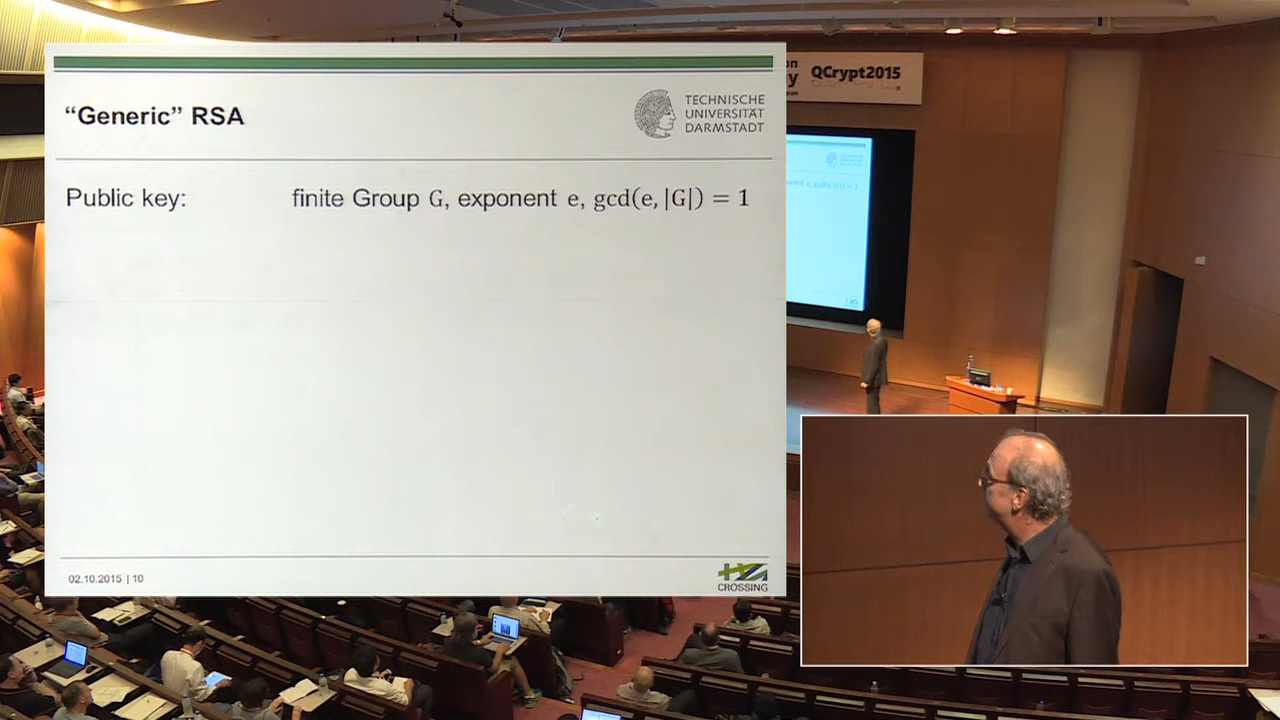 "Generic" RSA
TECHNISCHE
UNIVERSITÄT
DARMSTADT
Public key: finite Group G, exponent e, gcd(e, |G|) = 1
02.10.2015 | 10
CROSSING
QCrypt2015